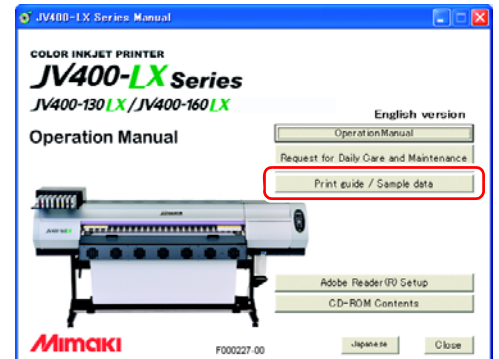 JV400-LX Series Manual
COLOR INKJET PRINTER
JV400-LX Series
JV400-130LX/JV400-160LX
English version
Operation Manual
Operation Manual
Request for Daily Care and Maintenance
Print guide / Sample data
Adobe Reader(R) Setup
CD-ROM Contents
Mimaki
F000227-00
Japanese
Close